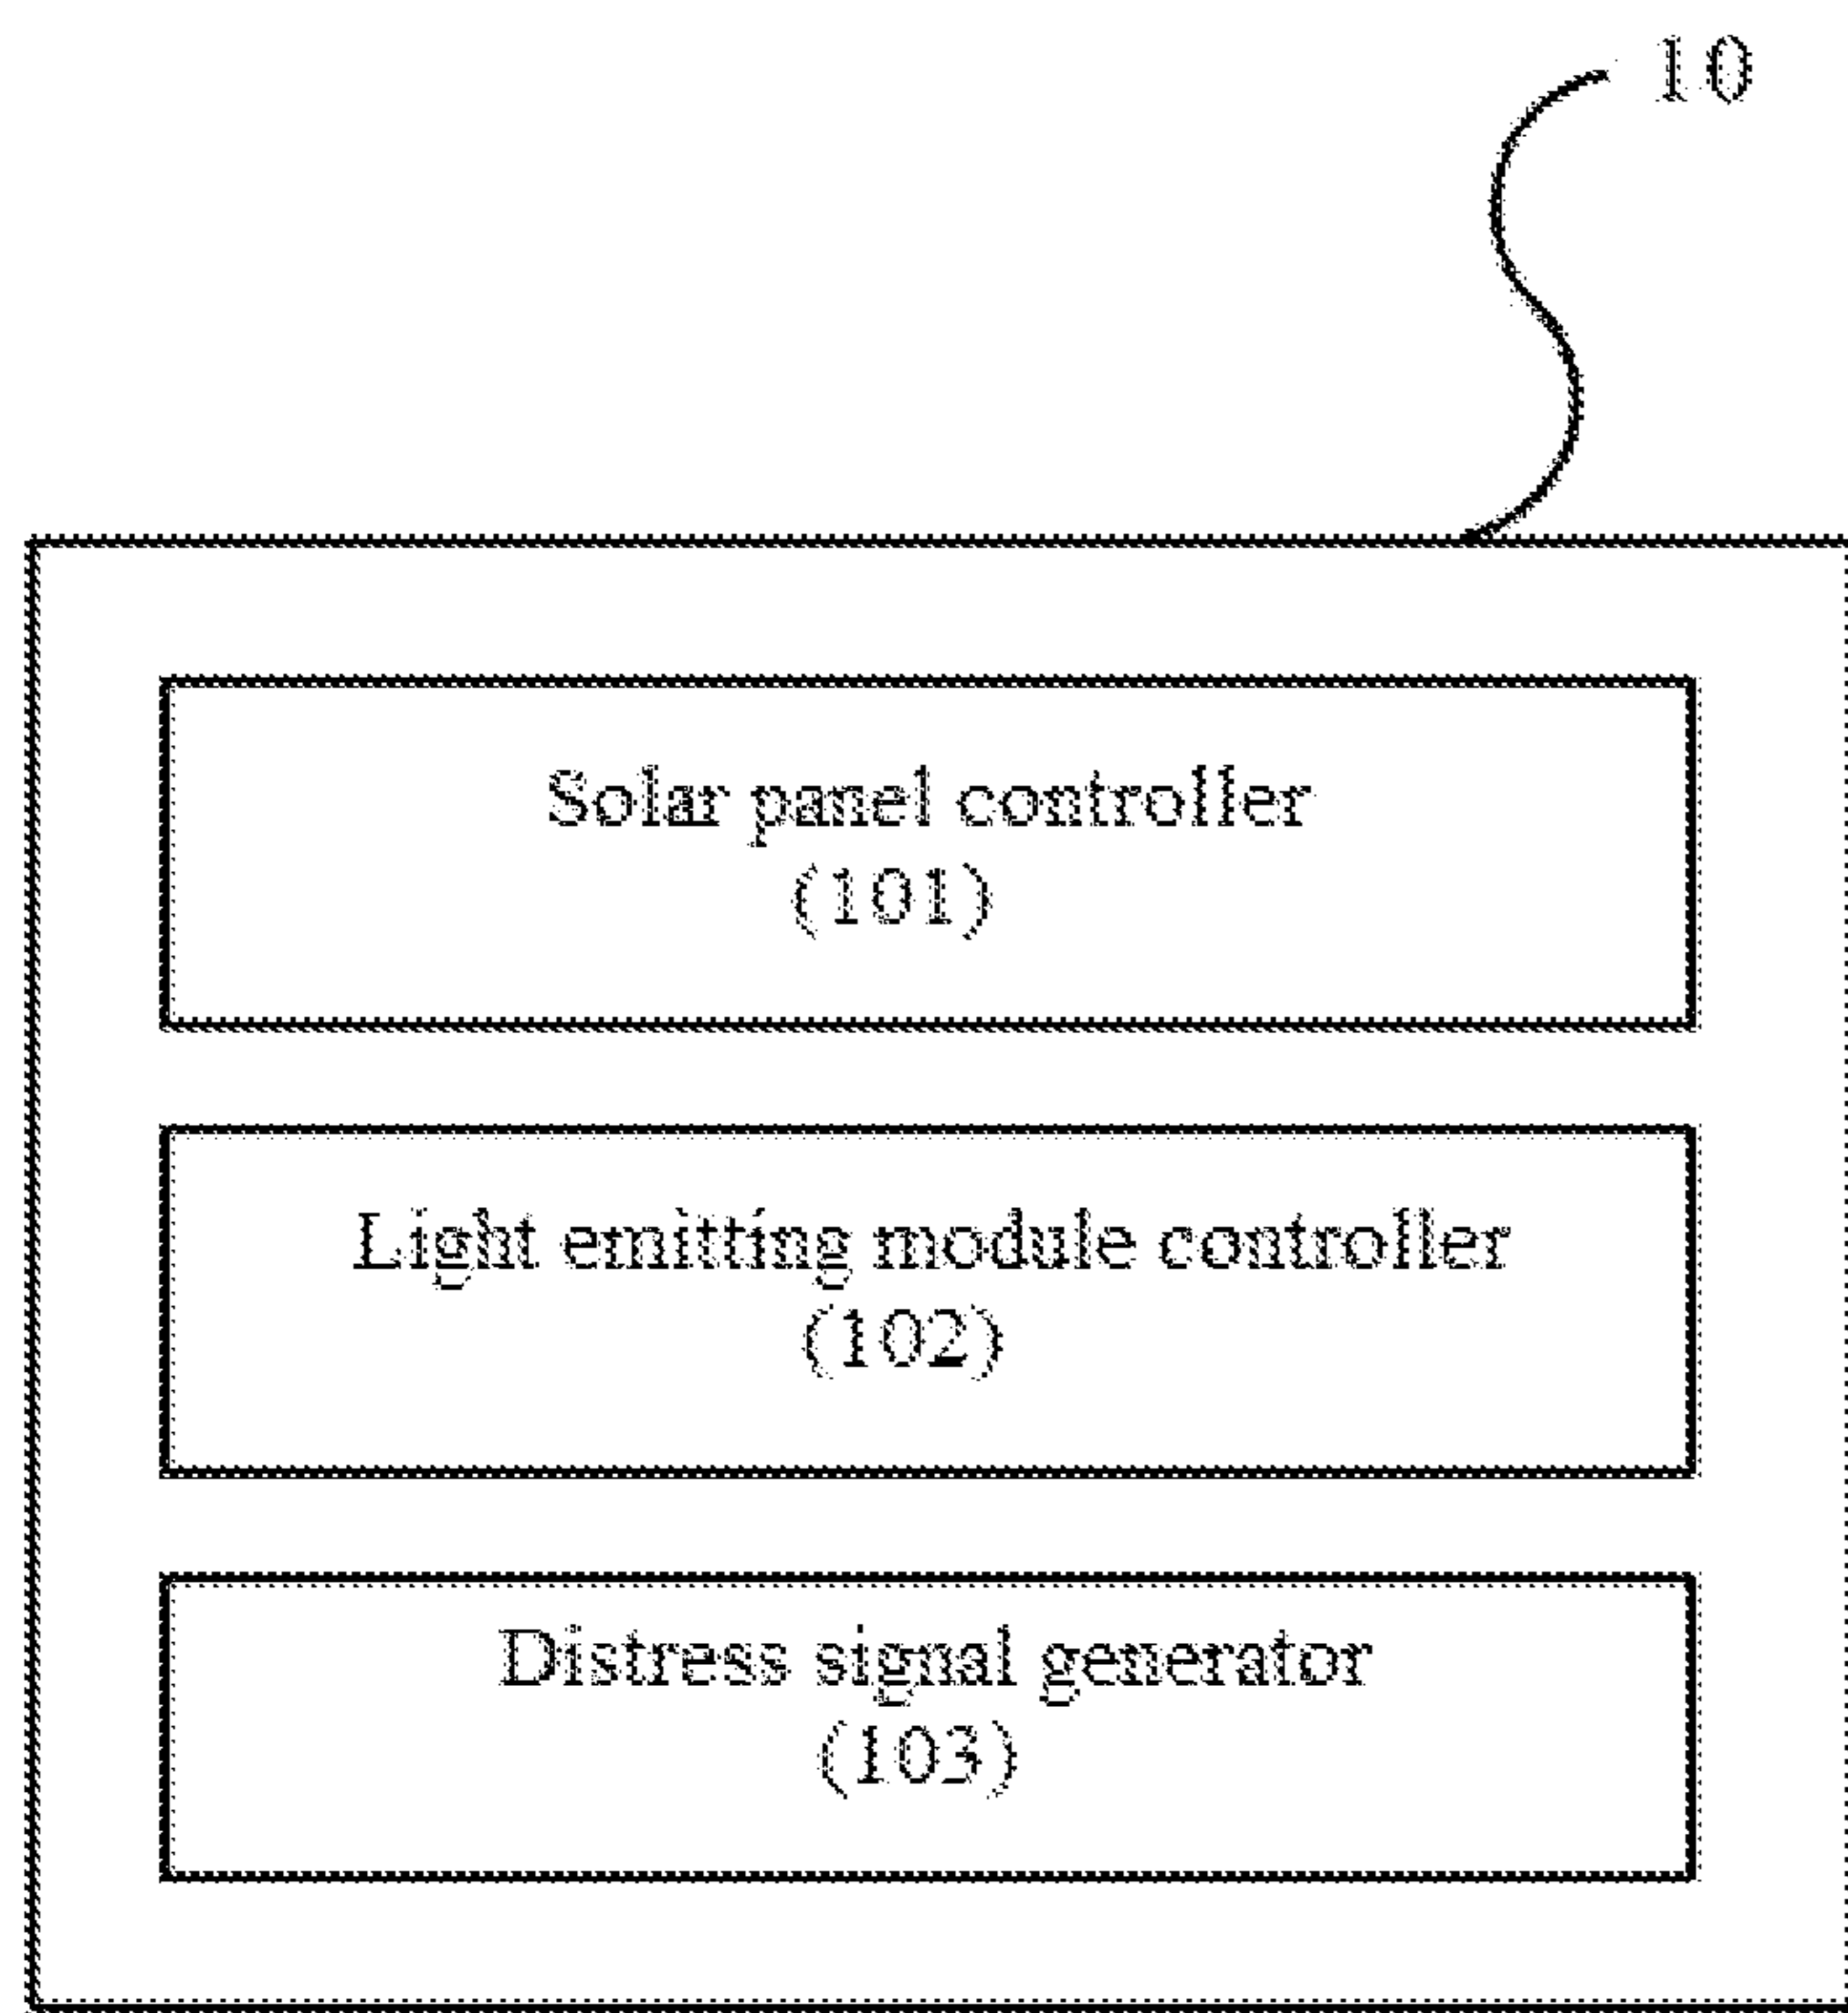 10
Solar panel controller
(101)
Light emitting module controller
(102)
Distress signal generator
(103)